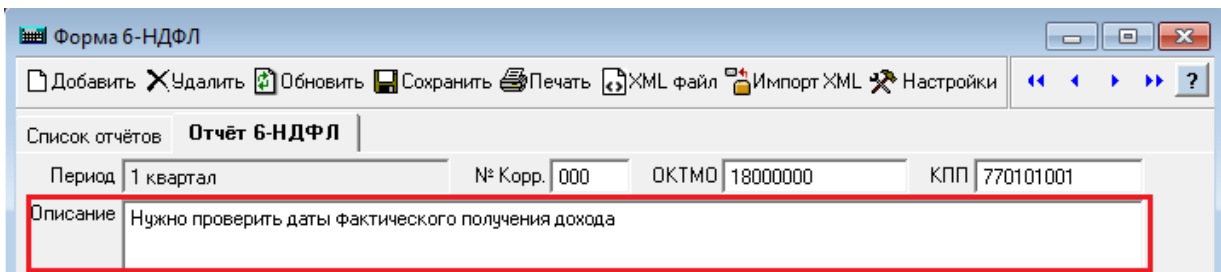 Форма 6-НДФЛ
Добавить Удалить Обновить Сохранить Печать XML файл Импорт XML Настройки ?
Список отчётов Отчёт 6-НДФЛ
Период 1 квартал № Корр. 000 ОКТМО 18000000 КПП 770101001
Описание Нужно проверить даты фактического получения дохода